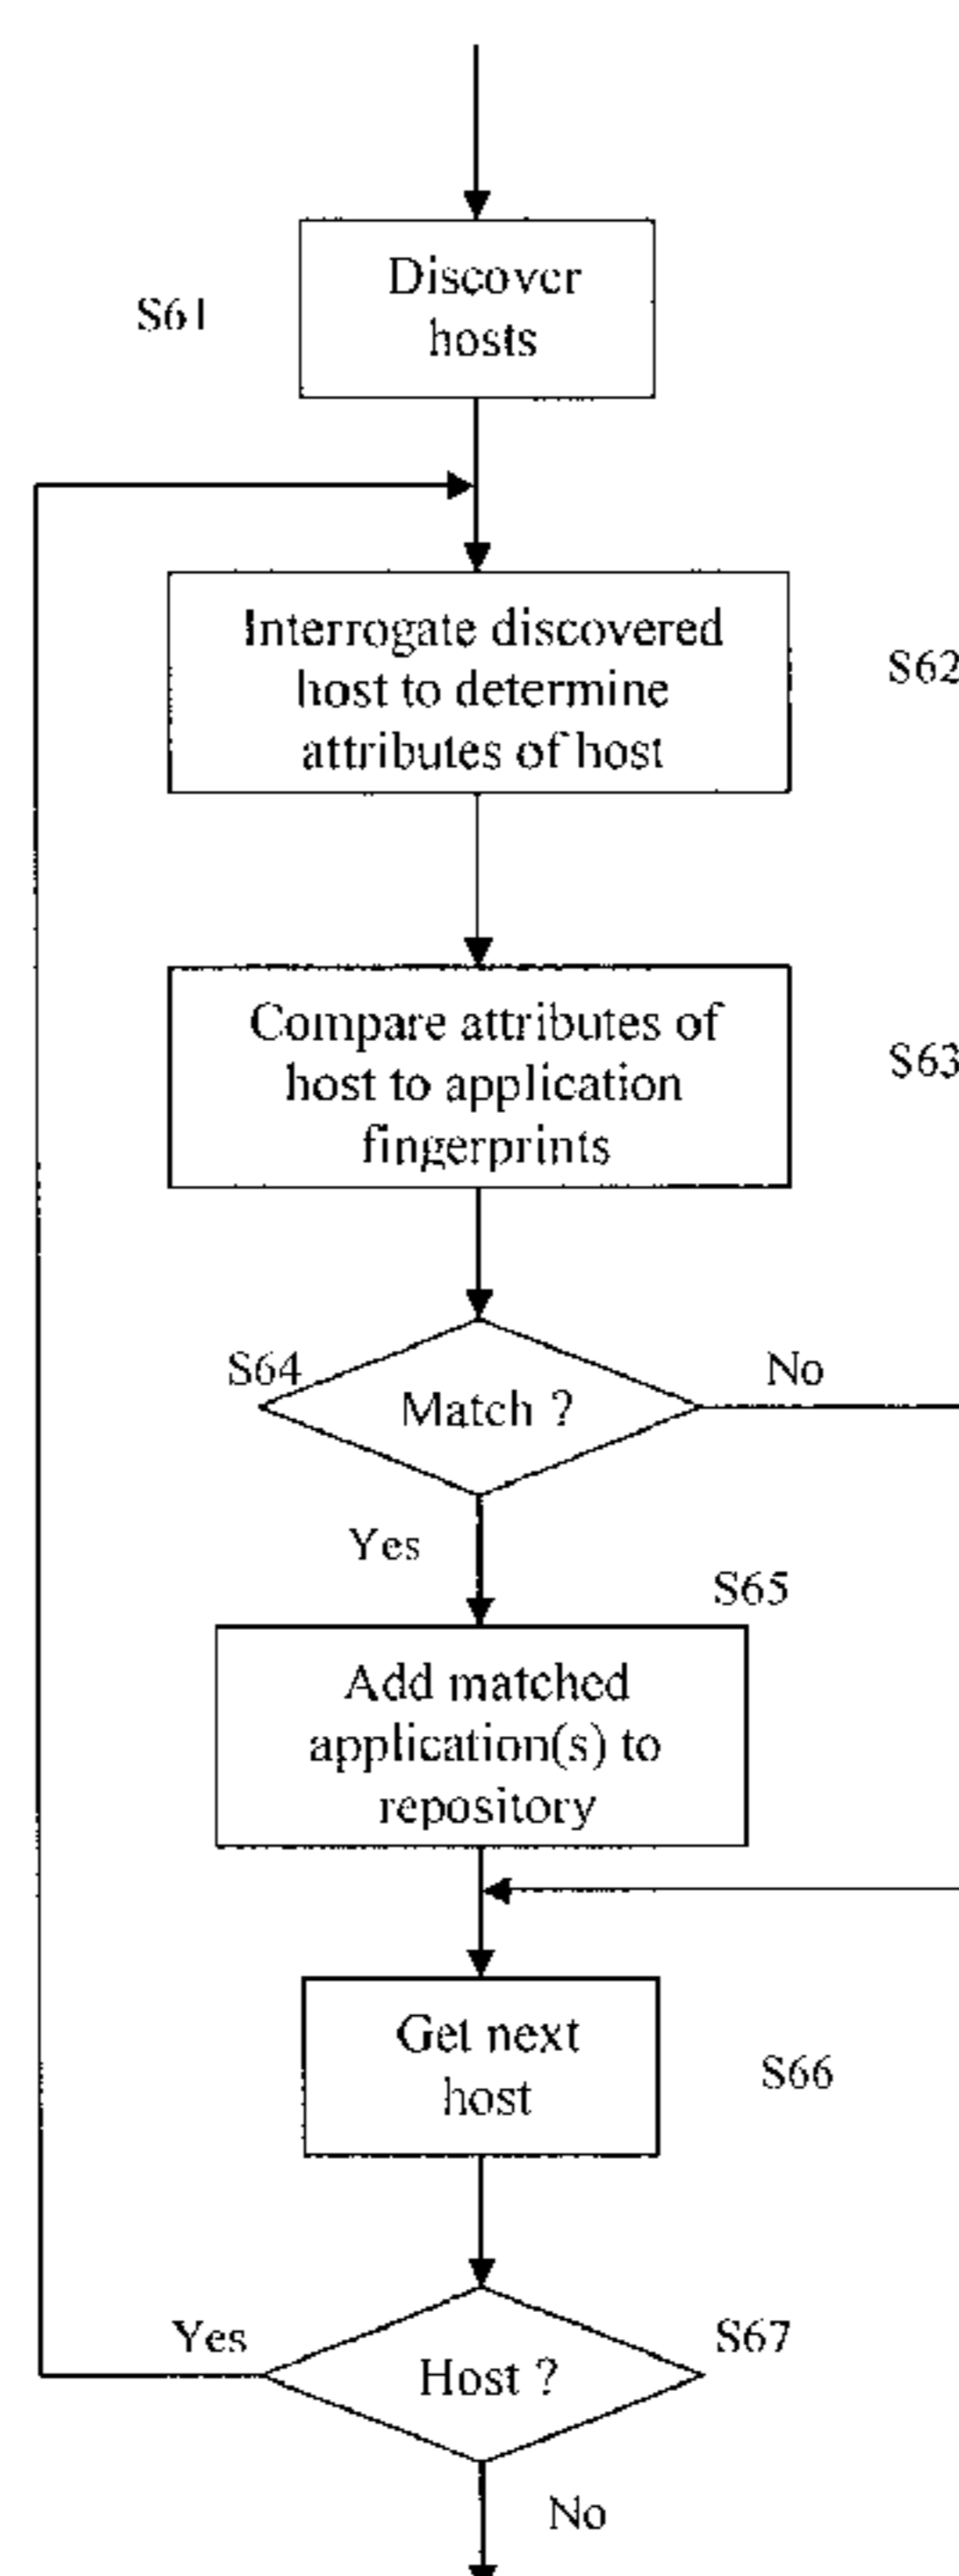 Discover
hosts
S61
Interrogate discovered
host to determine
attributes of host
S62
Compare attributes of
host to application
fingerprints
S63
S64
Match ?
No
Yes
S65
Add matched
application(s) to
repository
Get next
host
S66
Yes
Host ?
S67
No